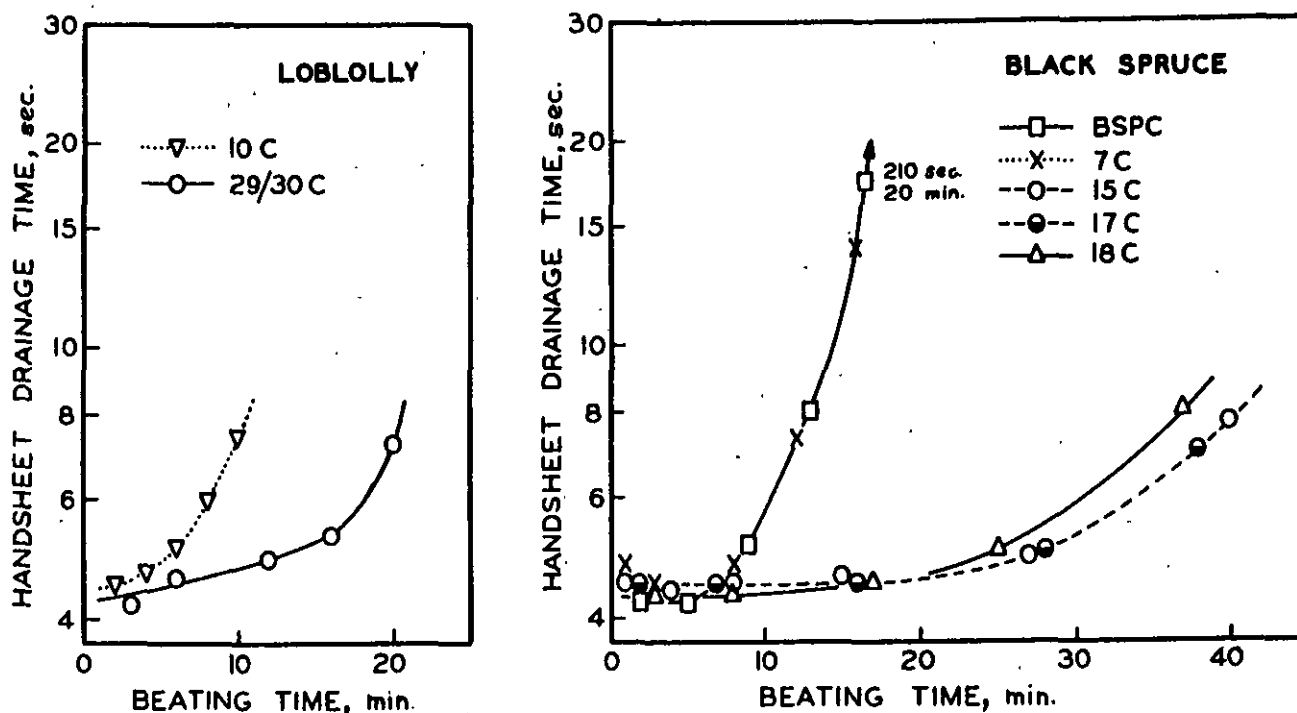 LOBLOLLY
10 C
29/30 C
HANDSHEET DRAINAGE TIME, sec.
30
20
15
10
8
6
4
0
10
20
BEATING TIME, min.
BLACK SPRUCE
BSPC
7 C
15 C
17 C
18 C
210 sec.
20 min.
HANDSHEET DRAINAGE TIME, sec.
30
20
15
10
8
6
4
0
10
20
30
40
BEATING TIME, min.